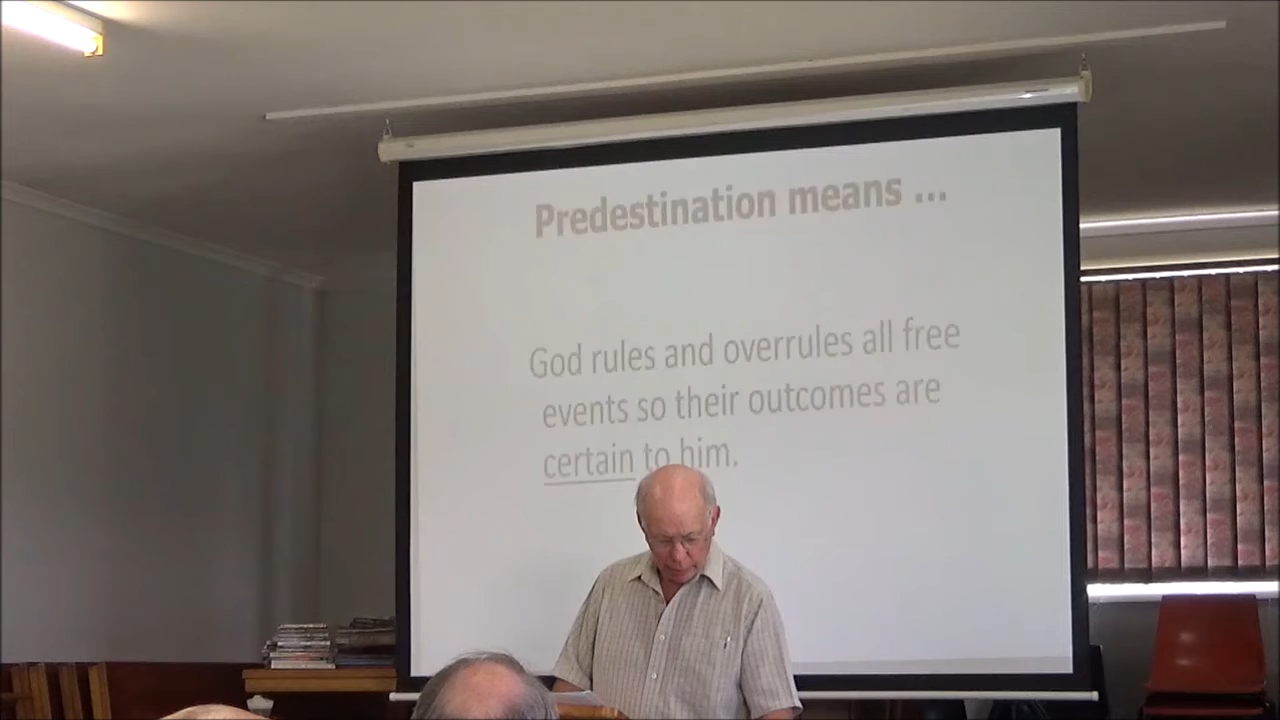 Predestination means ...
God rules and overrules all free
events so their outcomes are
certain to him.